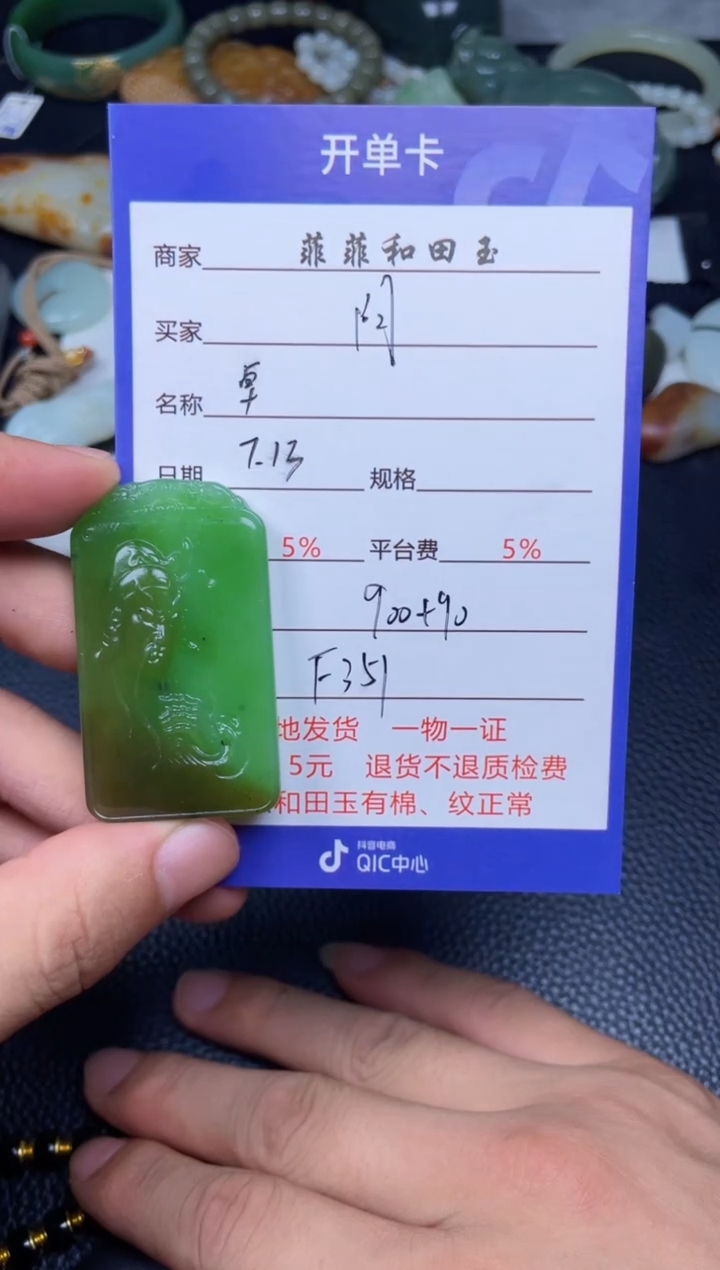 开单卡
商家 菲菲和田玉
买家
名称
日期 7.13 规格
5% 平台费 5%
900+90
F-351
地发货 一物一证
5元 退货不退质检费
和田玉有棉、纹正常
抖音电商
QIC中心